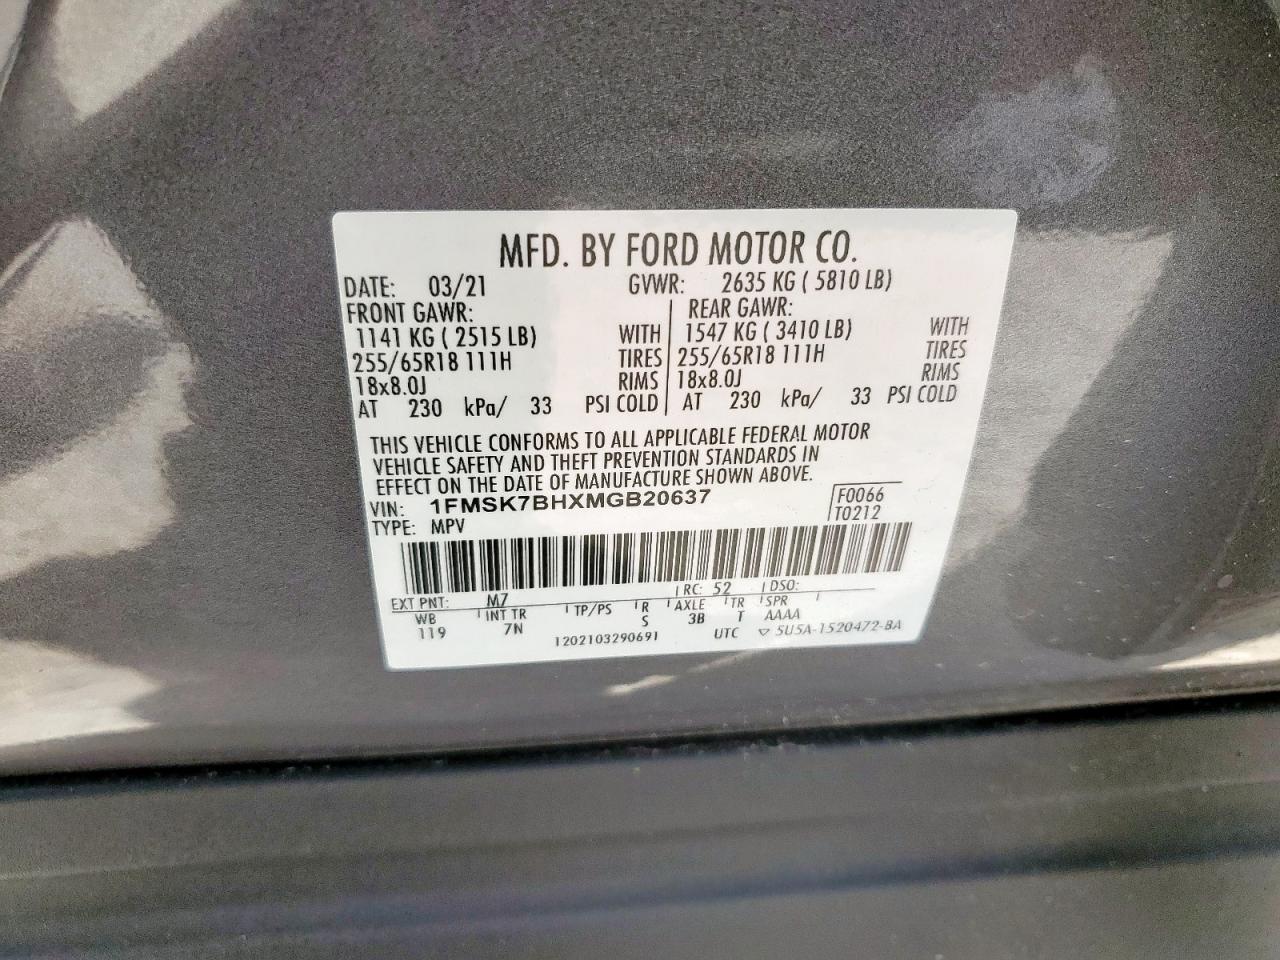 MFD. BY FORD MOTOR CO.
DATE: 03/21 GVWR: 2635 KG ( 5810 LB)
FRONT GAWR: REAR GAWR:
1141 KG ( 2515 LB) WITH 1547 KG ( 3410 LB) WITH
255/65R18 111H TIRES 255/65R18 111H TIRES
18x8.0J RIMS 18x8.0J RIMS
AT 230 kPa/ 33 PSI COLD AT 230 kPa/ 33 PSI COLD
THIS VEHICLE CONFORMS TO ALL APPLICABLE FEDERAL MOTOR
VEHICLE SAFETY AND THEFT PREVENTION STANDARDS IN
EFFECT ON THE DATE OF MANUFACTURE SHOWN ABOVE.
VIN: 1FMSK7BHXMGB20637 F0066
TYPE: MPV T0212
EXT PNT: M7 RC: 52 DSO:
WB INT TR TP/PS R AXLE TR SPR
119 7N S 3B T AAAA
1202103290691 UTC ▽ 5U5A-1520472-BA